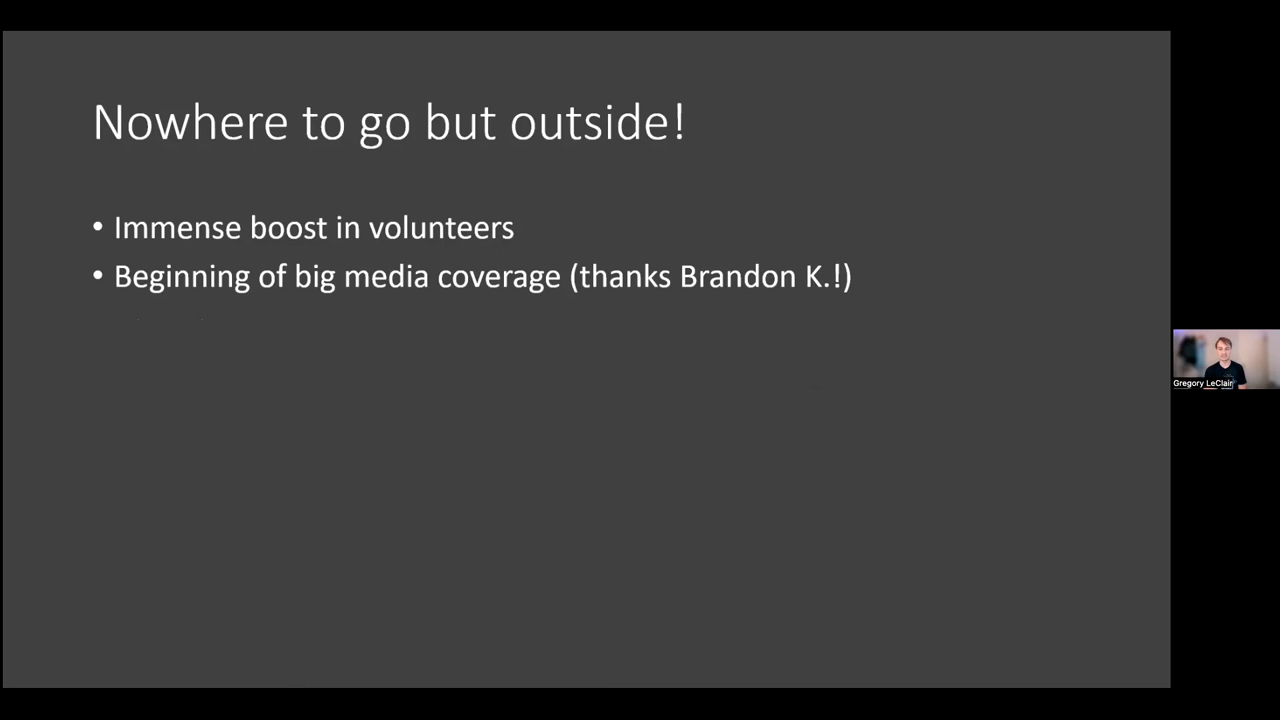 Nowhere to go but outside!
• Immense boost in volunteers
• Beginning of big media coverage (thanks Brandon K.!)
Gregory LeClair